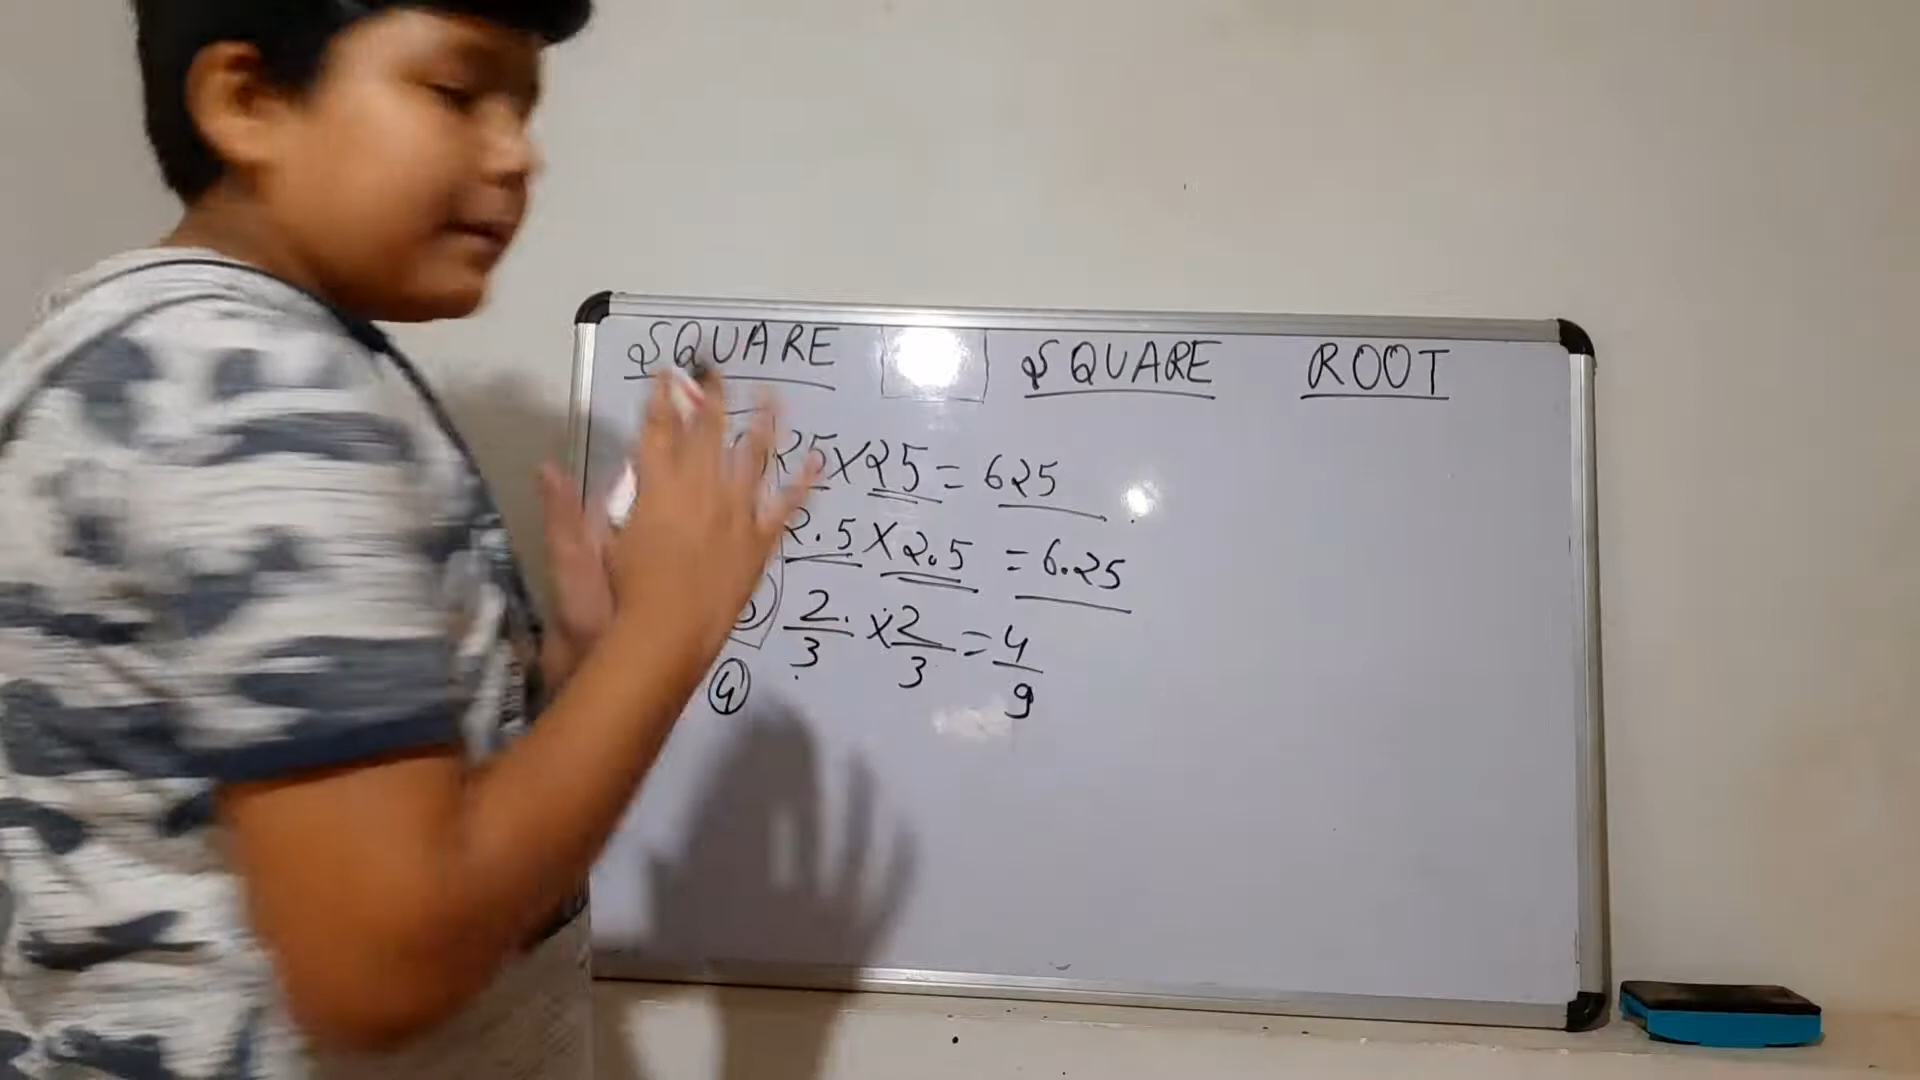 SQUARE SQUARE ROOT
25×25=625
2.5×2.5=6.25
2/3×2/3=4/9
④